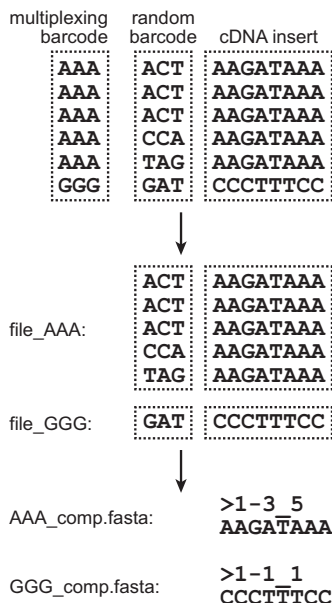 multiplexing barcode random barcode cDNA insert
AAA ACT AAGATAAA
AAA ACT AAGATAAA
AAA ACT AAGATAAA
AAA CCA AAGATAAA
AAA TAG AAGATAAA
GGG GAT CCCTTTCC
file_AAA:
ACT AAGATAAA
ACT AAGATAAA
ACT AAGATAAA
CCA AAGATAAA
TAG AAGATAAA
file_GGG: GAT CCCTTTCC
AAA_comp.fasta:
>1-3_5
AAGATAAA
GGG_comp.fasta:
>1-1_1
CCCTTTCC